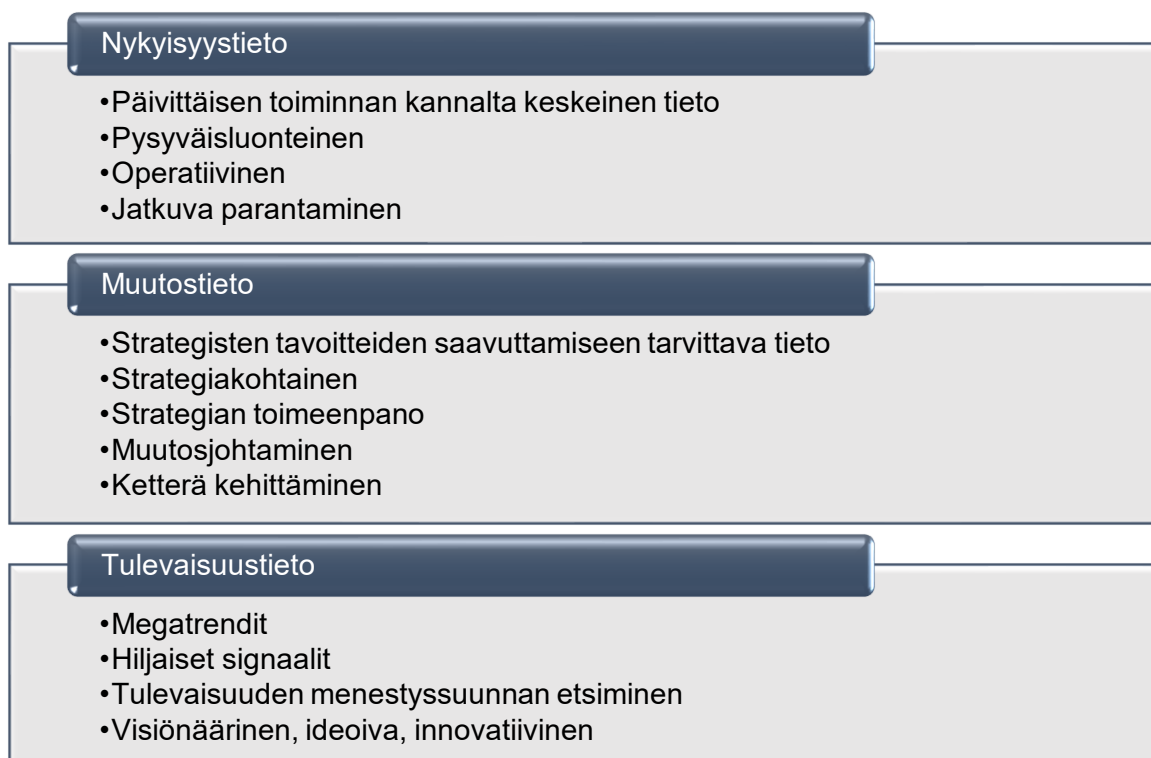 Nykyisyystieto
•Päivittäisen toiminnan kannalta keskeinen tieto
•Pysyväisluonteinen
•Operatiivinen
•Jatkuva parantaminen
Muutostieto
•Strategisten tavoitteiden saavuttamiseen tarvittava tieto
•Strategiakohtainen
•Strategian toimeenpano
•Muutosjohtaminen
•Ketterä kehittäminen
Tulevaisuustieto
•Megatrendit
•Hiljaiset signaalit
•Tulevaisuuden menestyssuunnan etsiminen
•Visiönäärinen, ideoiva, innovatiivinen